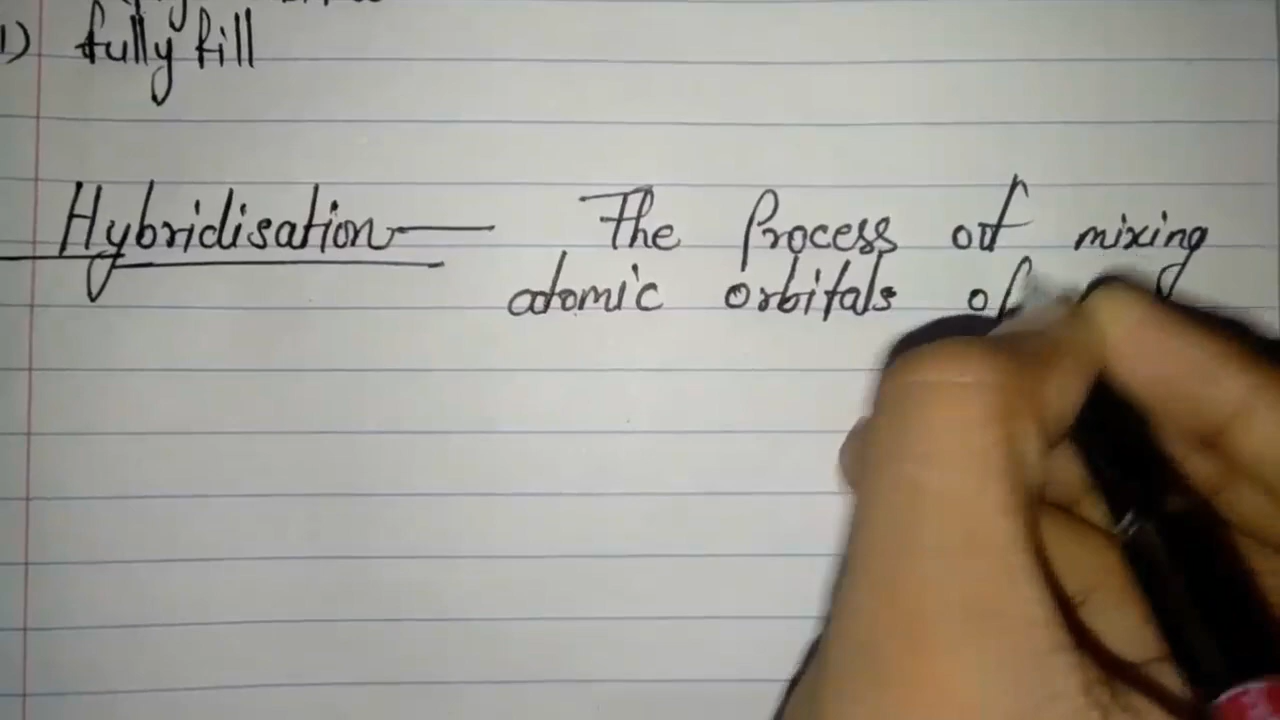 1) fully fill
Hybridisation — The Process of mixing
atomic orbitals of